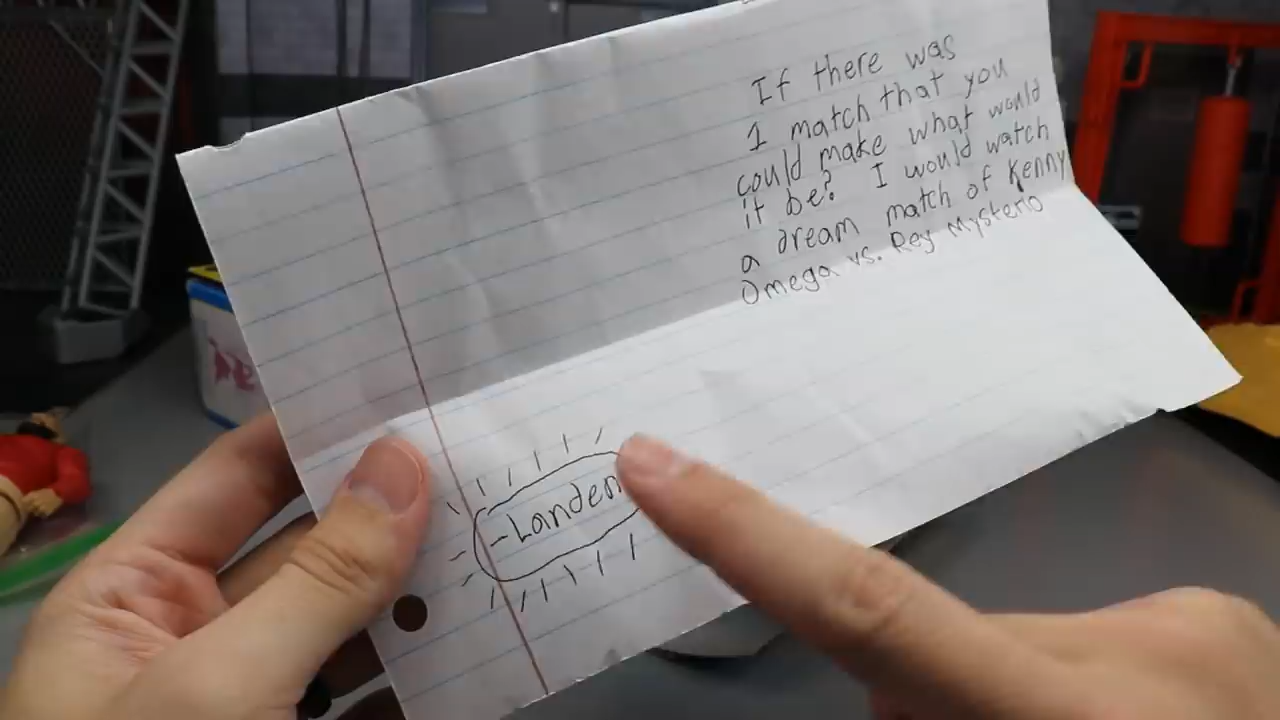 If there was
1 match that you
could make what would
it be? I would watch
a dream match of Kenny
Omega vs. Rey Mysterio
-Landen